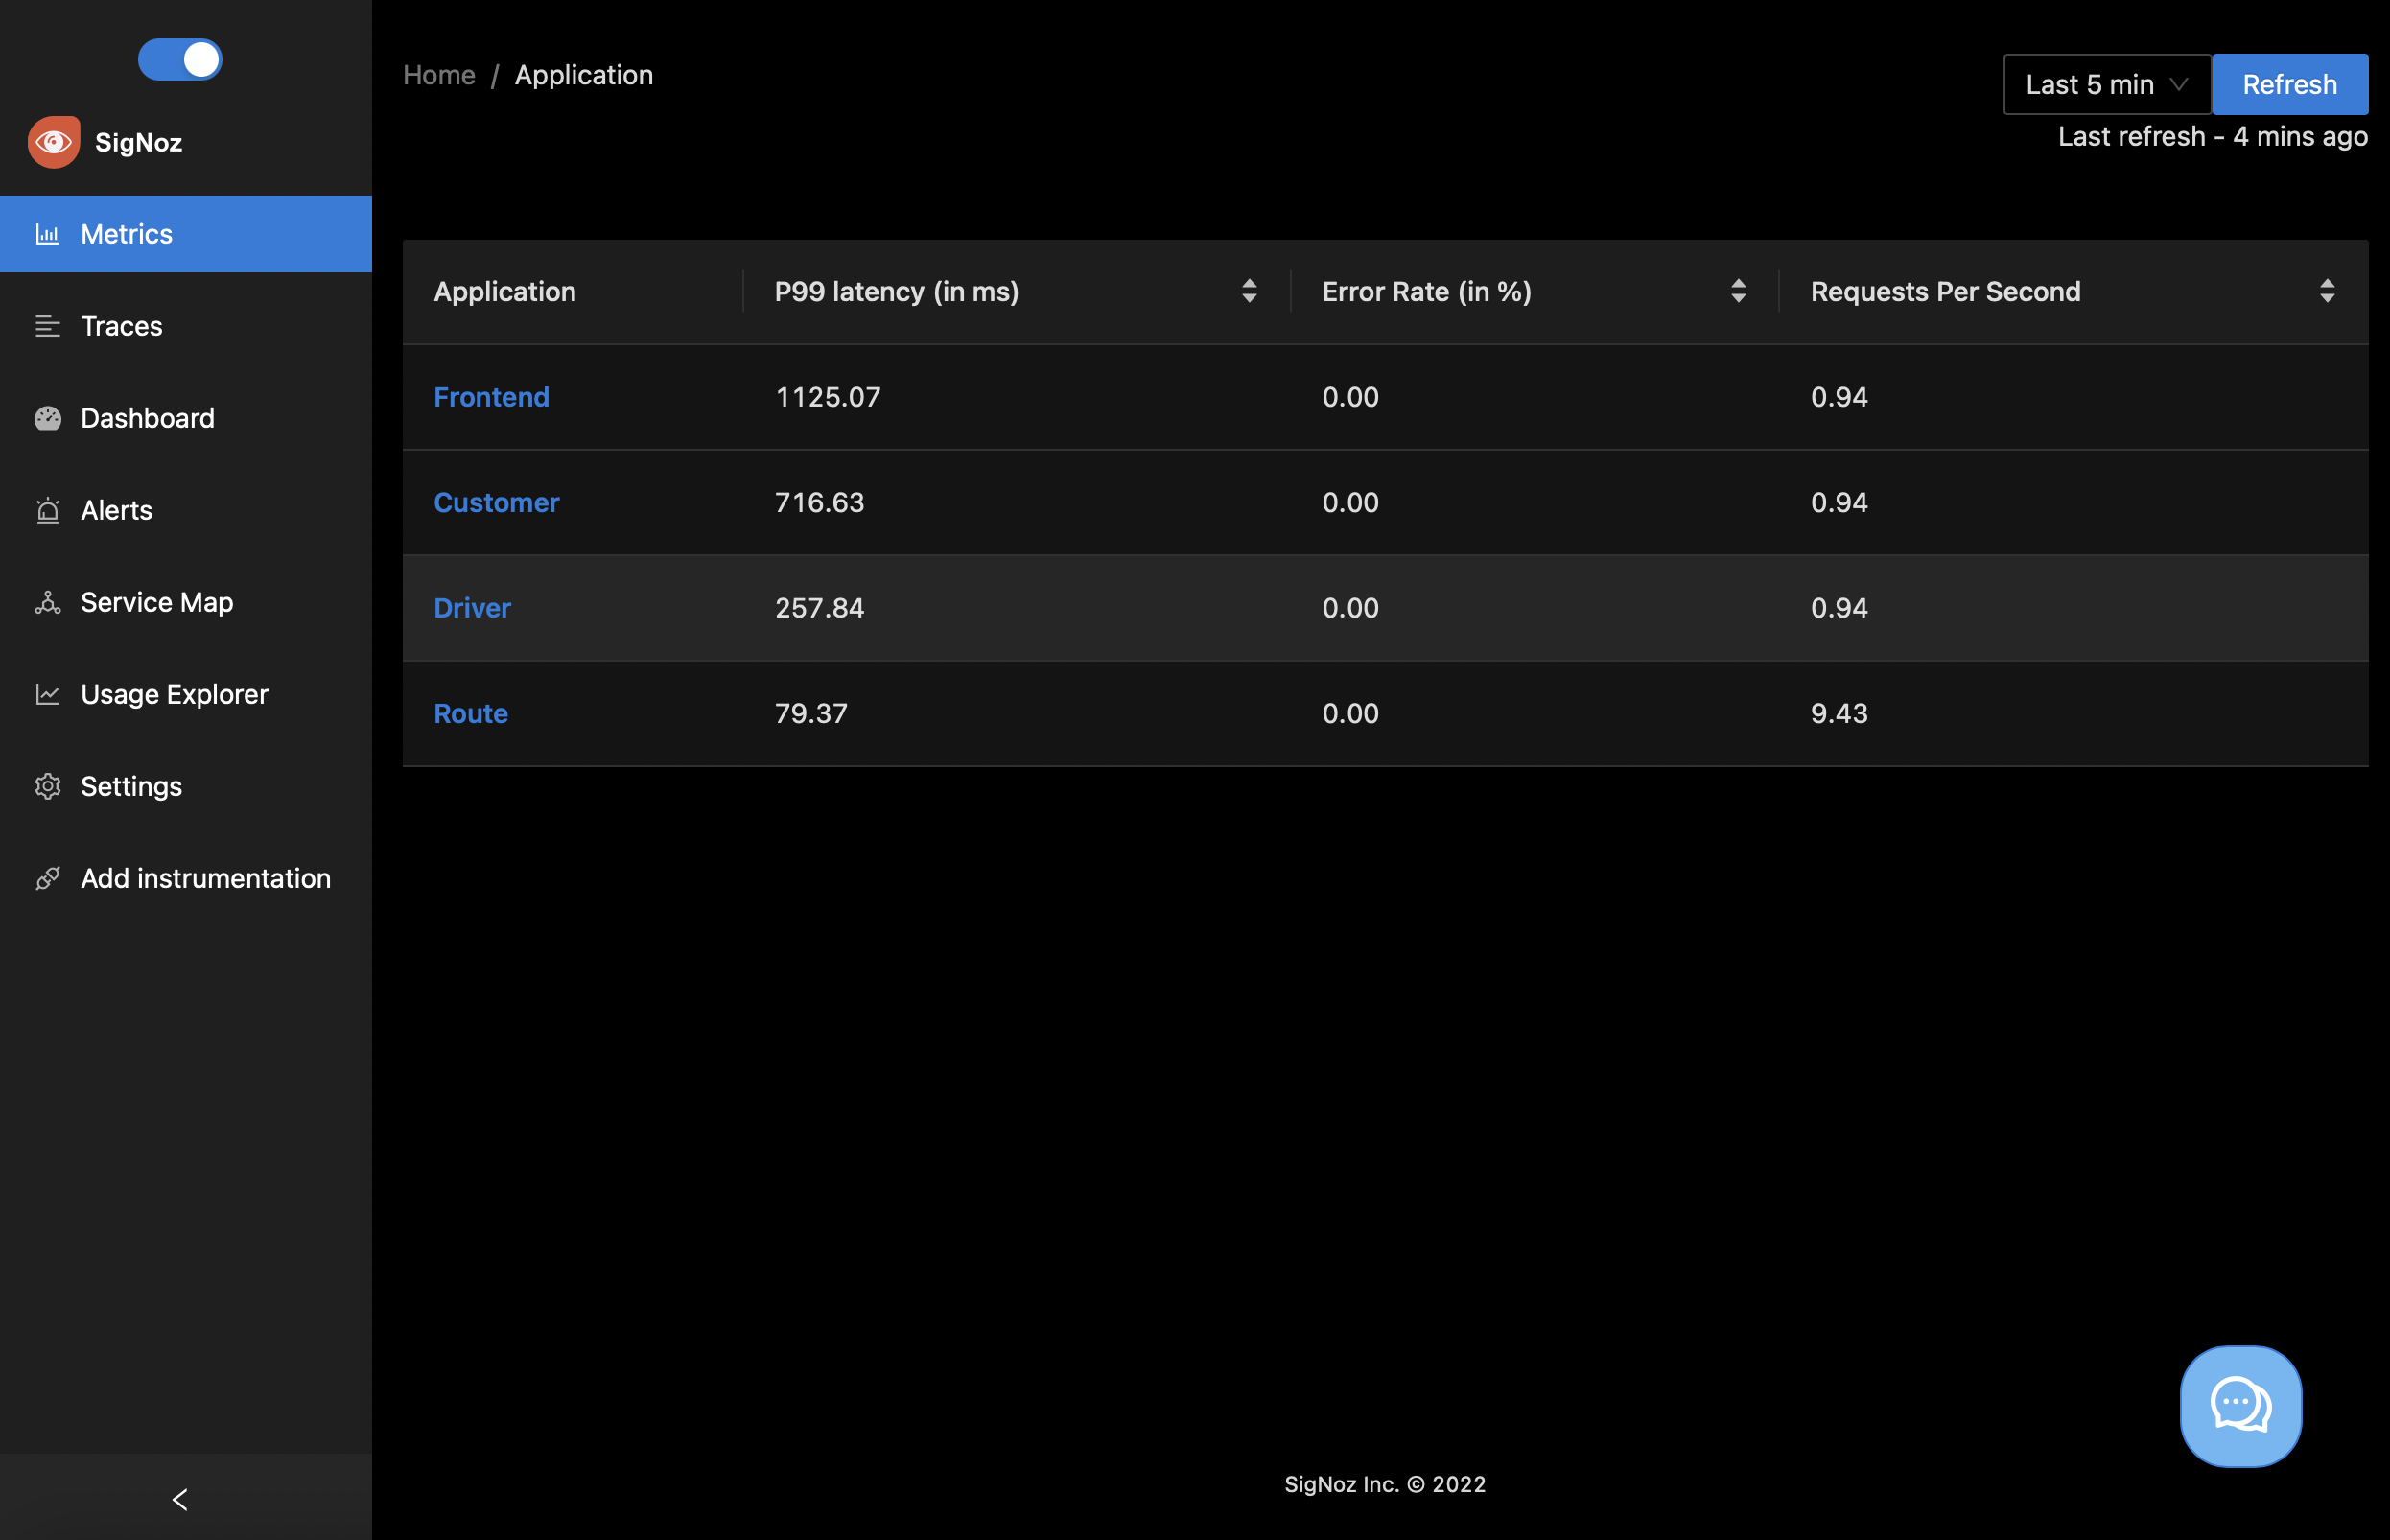 SigNoz
Metrics
Traces
Dashboard
Alerts
Service Map
Usage Explorer
Settings
Add instrumentation
Home / Application
Last 5 min
Refresh
Last refresh - 4 mins ago
Application P99 latency (in ms) Error Rate (in %) Requests Per Second
Frontend 1125.07 0.00 0.94
Customer 716.63 0.00 0.94
Driver 257.84 0.00 0.94
Route 79.37 0.00 9.43
SigNoz Inc. © 2022